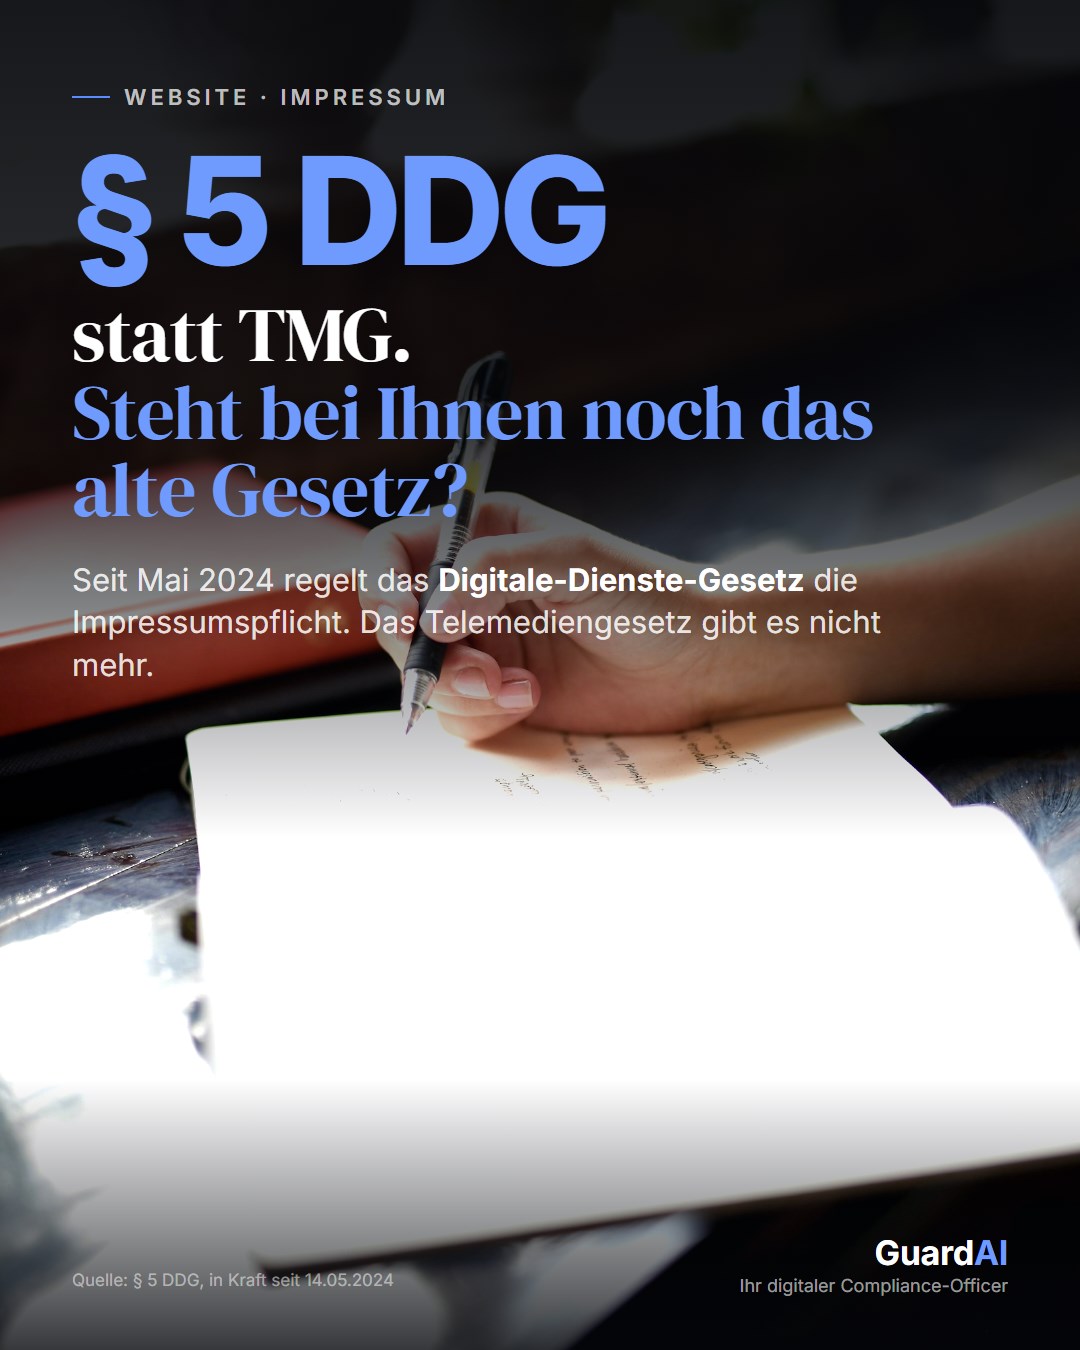 WEBSITE · IMPRESSUM
§ 5 DDG
statt TMG.
Steht bei Ihnen noch das
alte Gesetz?
Seit Mai 2024 regelt das Digitale-Dienste-Gesetz die
Impressumspflicht. Das Telemediengesetz gibt es nicht
mehr.
Quelle: § 5 DDG, in Kraft seit 14.05.2024
GuardAI
Ihr digitaler Compliance-Officer